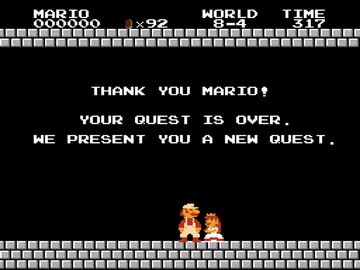 MARIO WORLD TIME
000000 ×92 8-4 317
THANK YOU MARIO!
YOUR QUEST IS OVER.
WE PRESENT YOU A NEW QUEST.